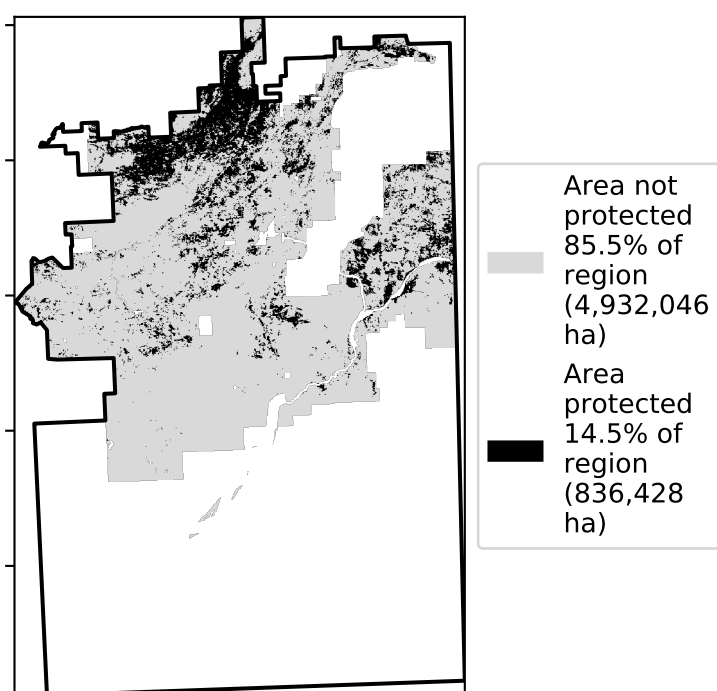 Area not
protected
85.5% of
region
(4,932,046
ha)
Area
protected
14.5% of
region
(836,428
ha)